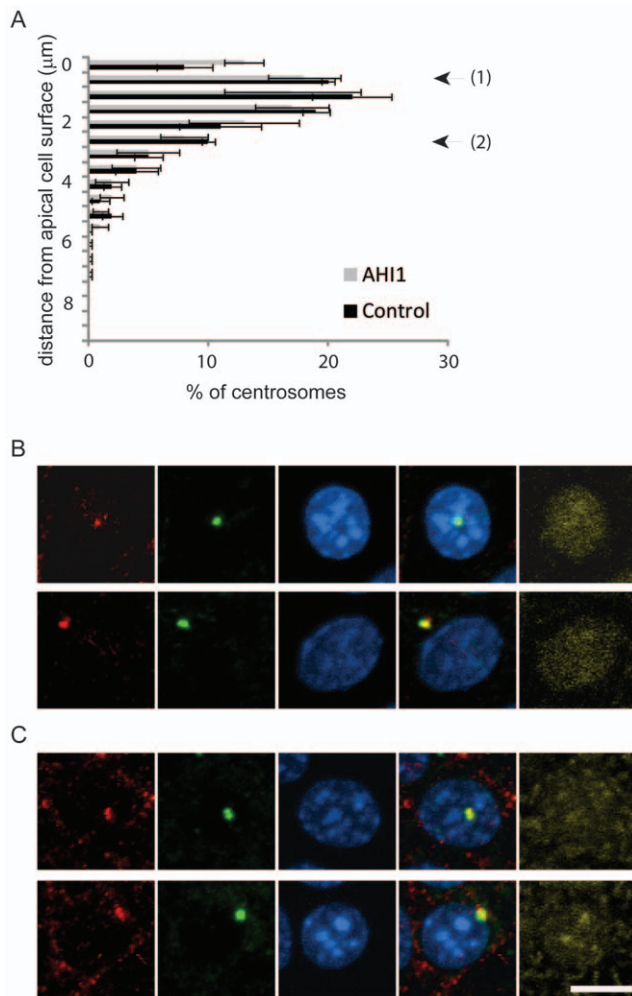 A
distance from apical cell surface (μm)
0
2
4
6
8
(1)
(2)
AHI1
Control
0 10 20 30
% of centrosomes
B
C